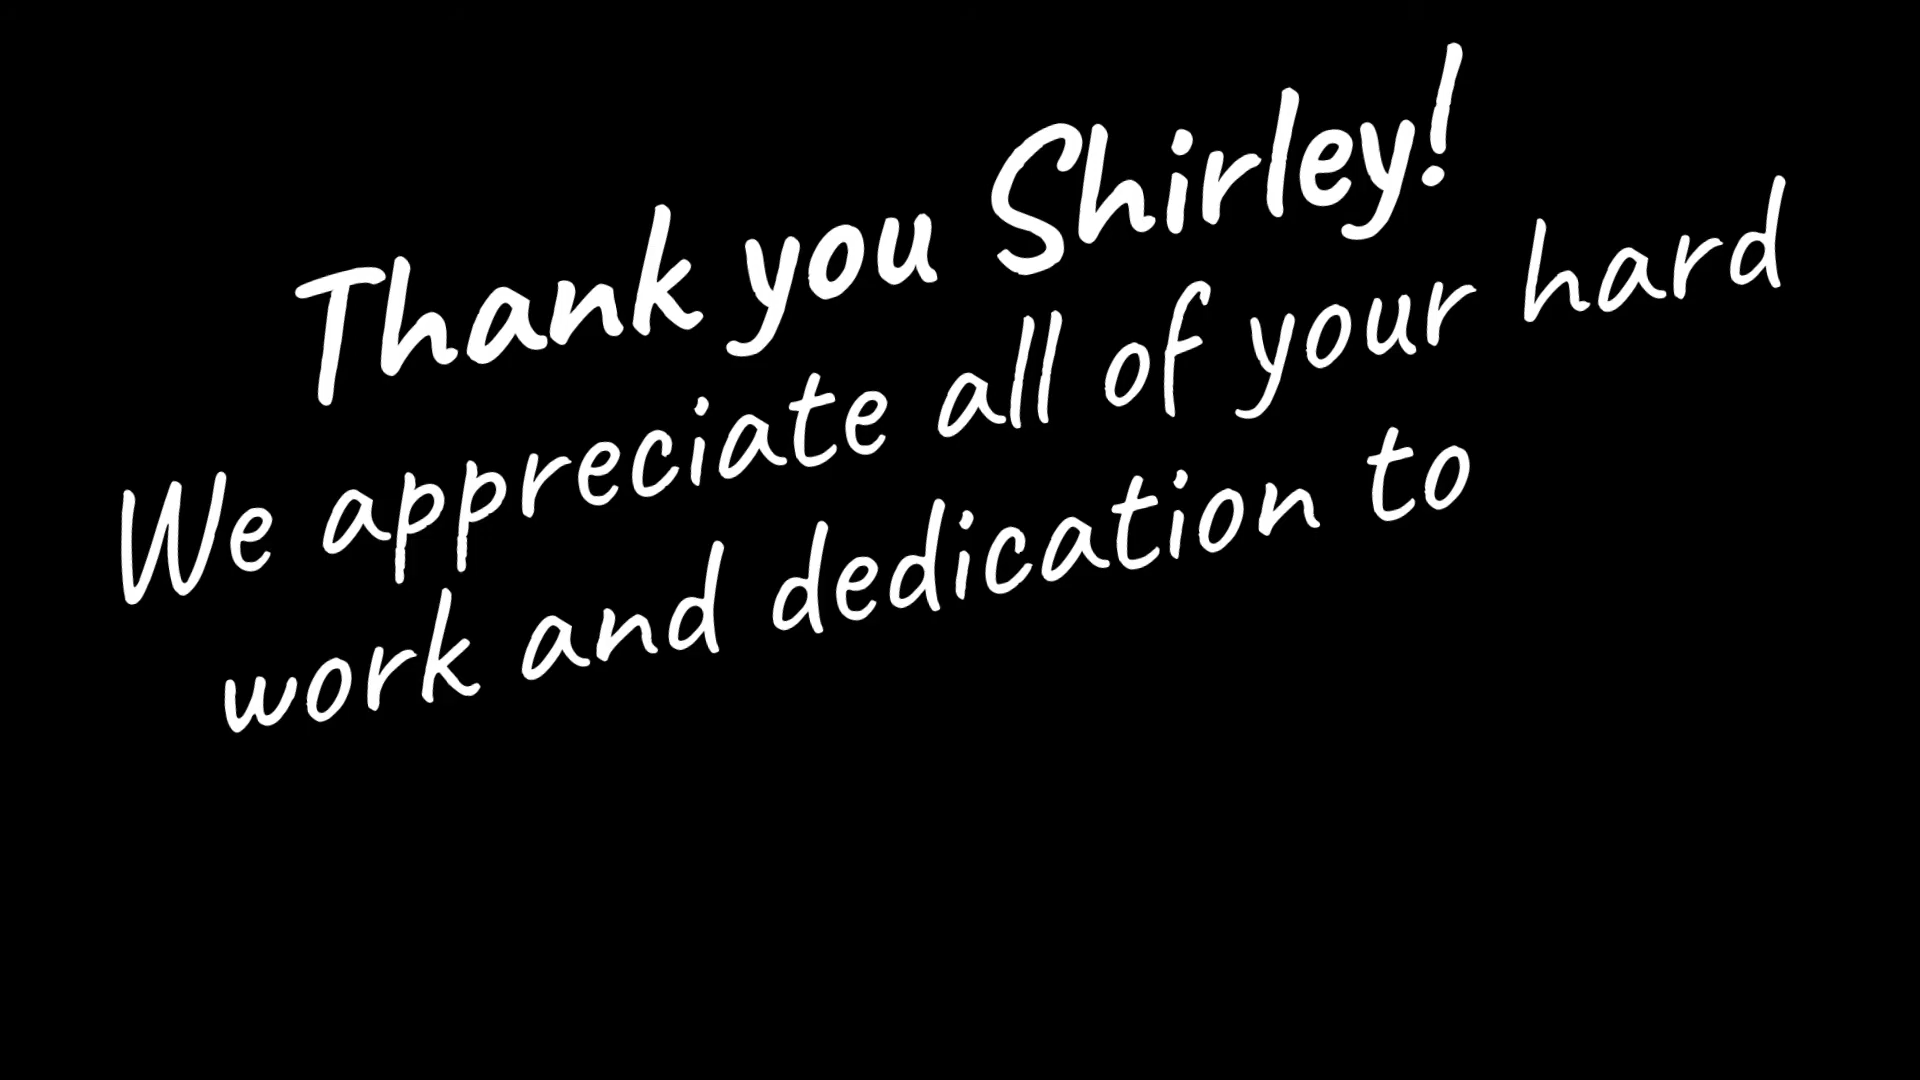 Thank you Shirley!
We appreciate all of your hard
work and dedication to